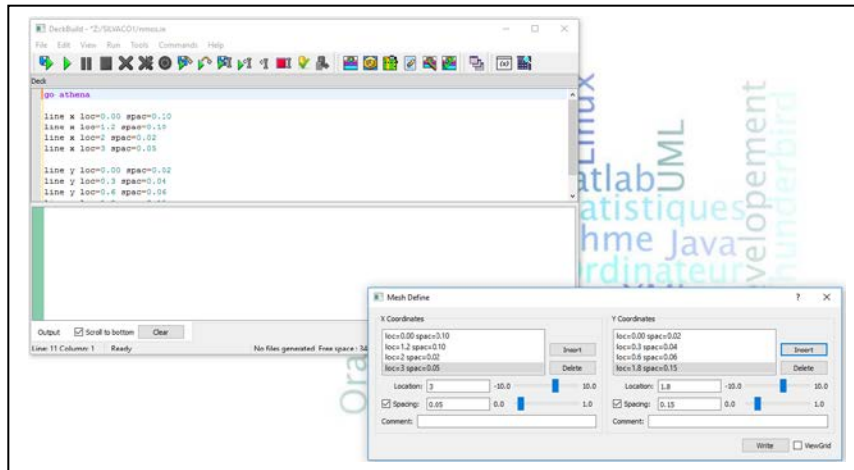 DeckBuild - "Z:/SILVACO1/nmos.in
File Edit View Run Tools Commands Help
Deck
go athena
line x loc=0.00 spac=0.10
line x loc=1.2 spac=0.10
line x loc=2 spac=0.02
line x loc=3 spac=0.05
line y loc=0.00 spac=0.02
line y loc=0.3 spac=0.04
line y loc=0.6 spac=0.06
Output Scroll to bottom Clear
Line: 11 Column: 1 Ready No files generated Free space: 34
Linux
UML
atlab
atistiques
hme Java
rdinateur
velopement
hunderbird
Ora
Mesh Define
? X
X Coordinates
loc=0.00 spac=0.10
loc=1.2 spac=0.10
loc=2 spac=0.02
loc=3 spac=0.05
Insert
Delete
Location: 3 -10.0 10.0
Spacing: 0.05 0.0 1.0
Comment:
Y Coordinates
loc=0.00 spac=0.02
loc=0.3 spac=0.04
loc=0.6 spac=0.06
loc=1.8 spac=0.15
Insert
Delete
Location: 1.8 -10.0 10.0
Spacing: 0.15 0.0 1.0
Comment:
Write ViewGrid